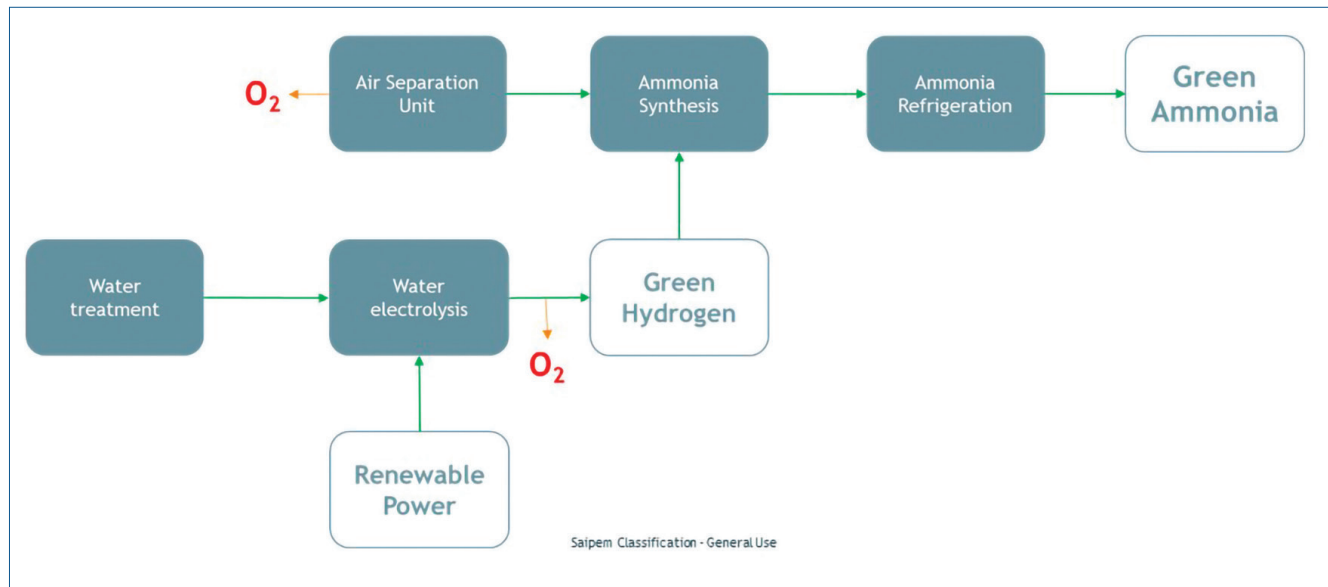 Air Separation
Unit
Ammonia
Synthesis
Ammonia
Refrigeration
Green
Ammonia
O₂
Water
treatment
Water
electrolysis
Green
Hydrogen
O₂
Renewable
Power
Saipem Classification - General Use